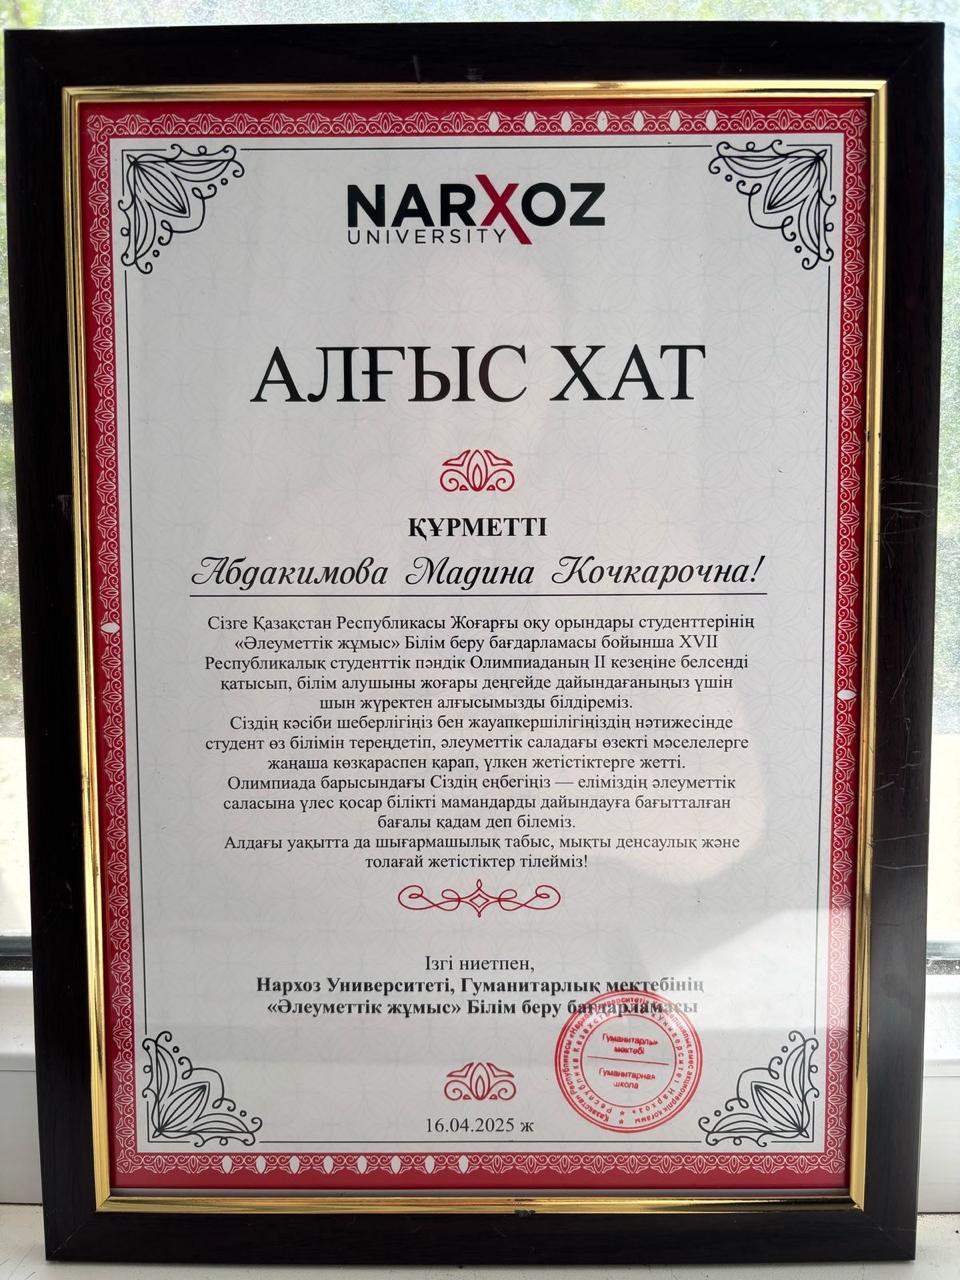 NARXOZ
UNIVERSITY
АЛҒЫС ХАТ
ҚҰРМЕТТІ
Абдакимова Мадина Кочкарочна!
Сізге Қазақстан Республикасы Жоғарғы оқу орындары студенттерінің
«Әлеуметтік жұмыс» Білім беру бағдарламасы бойынша XVII
Республикалық студенттік пәндік Олимпиаданың II кезеңіне белсенді
қатысып, білім алушыны жоғары деңгейде дайындағаныңыз үшін
шын жүректен алғысымызды білдіреміз.
Сіздің кәсіби шеберлігіңіз бен жауапкершілігіңіздің нәтижесінде
студент өз білімін тереңдетіп, әлеуметтік саладағы өзекті мәселелерге
жаңаша көзқараспен қарап, үлкен жетістіктерге жетті.
Олимпиада барысындағы Сіздің еңбегіңіз — еліміздің әлеуметтік
саласына үлес қосар білікті мамандарды дайындауға бағытталған
бағалы қадам деп білеміз.
Алдағы уақытта да шығармашылық табыс, мықты денсаулық және
толағай жетістіктер тілейміз!
Ізгі ниетпен,
Нархоз Университеті, Гуманитарлық мектебінің
«Әлеуметтік жұмыс» Білім беру бағдарламасы
Гуманитарлық
мектебі
Гуманитарная
школа
16.04.2025 ж